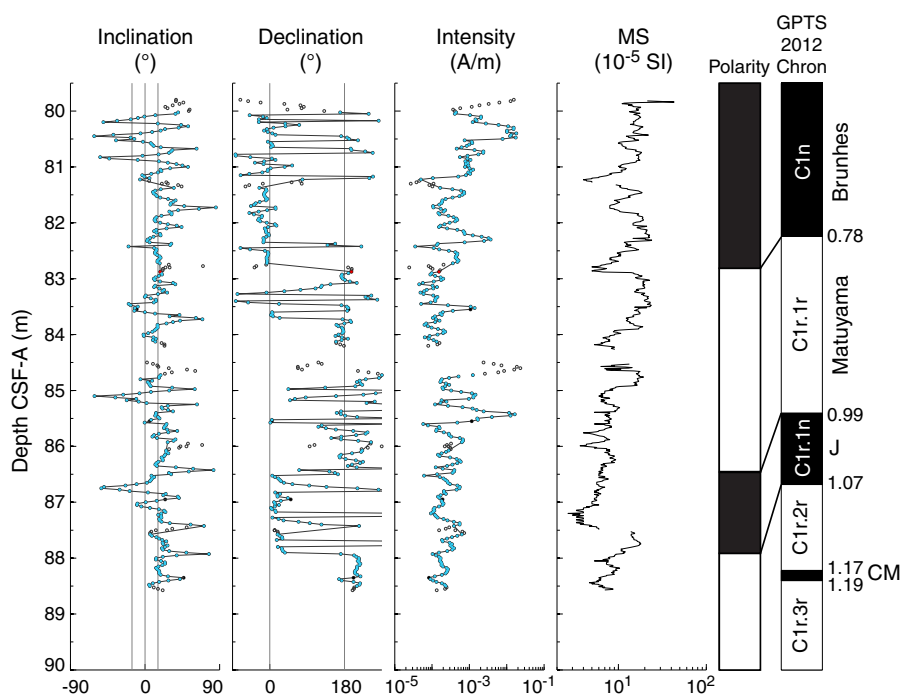 Inclination
(°)
Declination
(°)
Intensity
(A/m)
MS
(10-5 SI)
Polarity
GPTS
2012
Chron
Depth CSF-A (m)
80
81
82
83
84
85
86
87
88
89
90
-90
0
90
0
180
10-5
10-3
10-1
101
102
C1n
C1r.1r
C1r.1n
C1r.2r
C1r.3r
0.78
0.99
1.07
1.17
1.19
Brunhes
Matuyama
J
CM